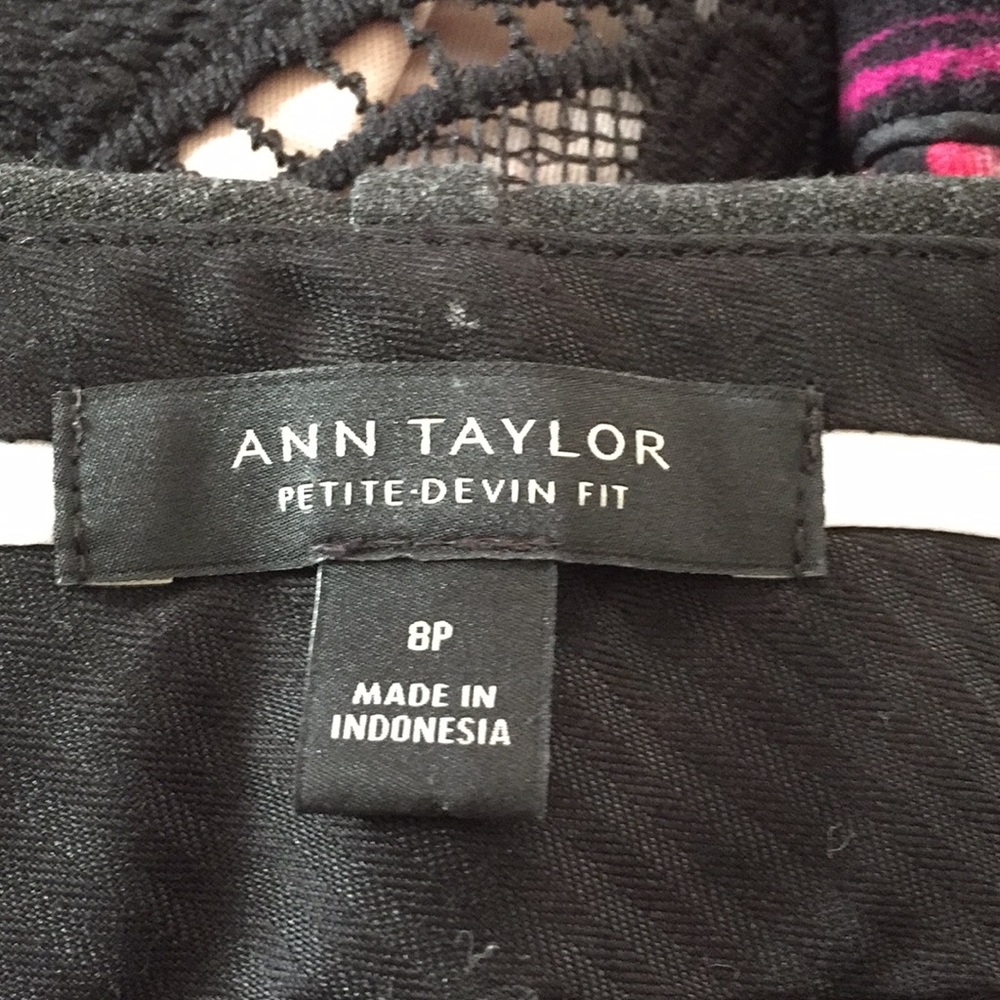 ANN TAYLOR
PETITE-DEVIN FIT
8P
MADE IN
INDONESIA